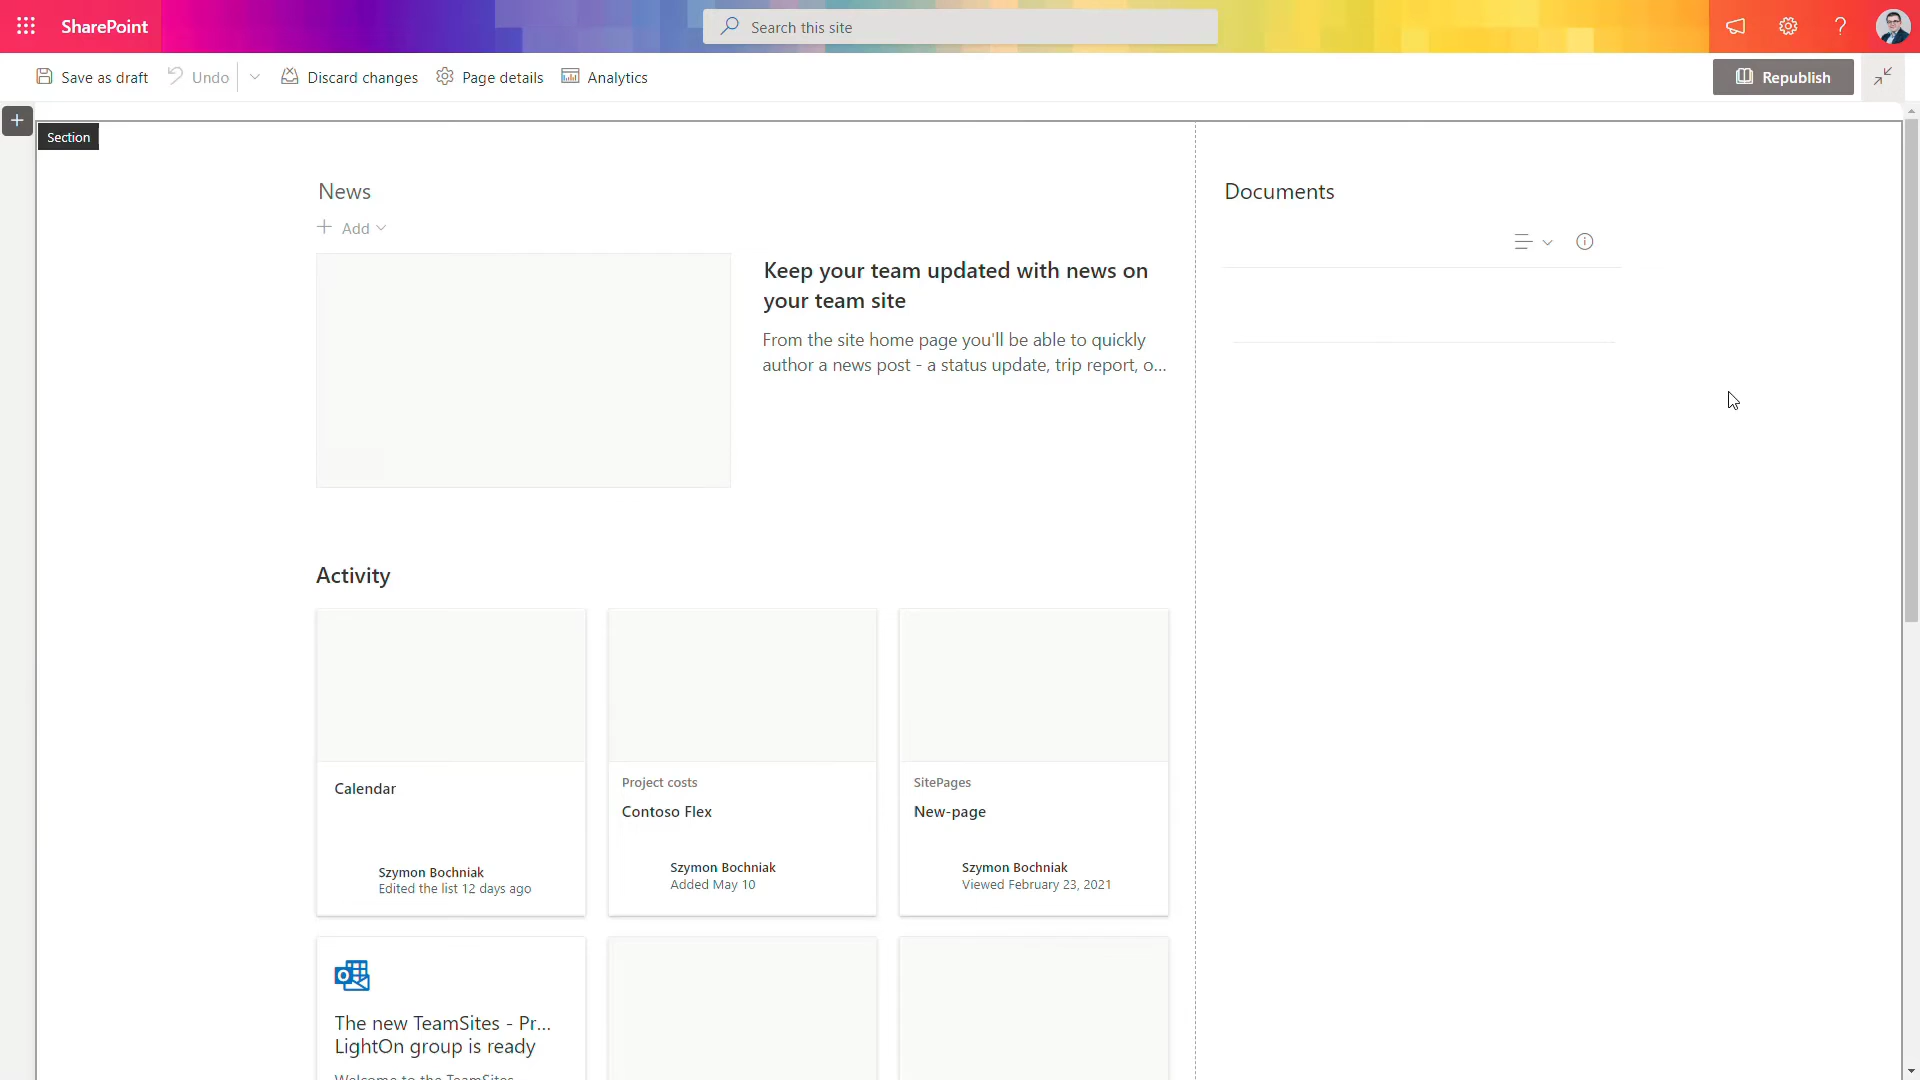 SharePoint
Search this site
Save as draft
Undo
Discard changes
Page details
Analytics
Republish
Section
News
Add
Keep your team updated with news on
your team site
From the site home page you'll be able to quickly
author a news post - a status update, trip report, o...
Documents
Activity
Calendar
Szymon Bochniak
Edited the list 12 days ago
Project costs
Contoso Flex
Szymon Bochniak
Added May 10
SitePages
New-page
Szymon Bochniak
Viewed February 23, 2021
The new TeamSites - Pr...
LightOn group is ready
Welcome to the TeamSites